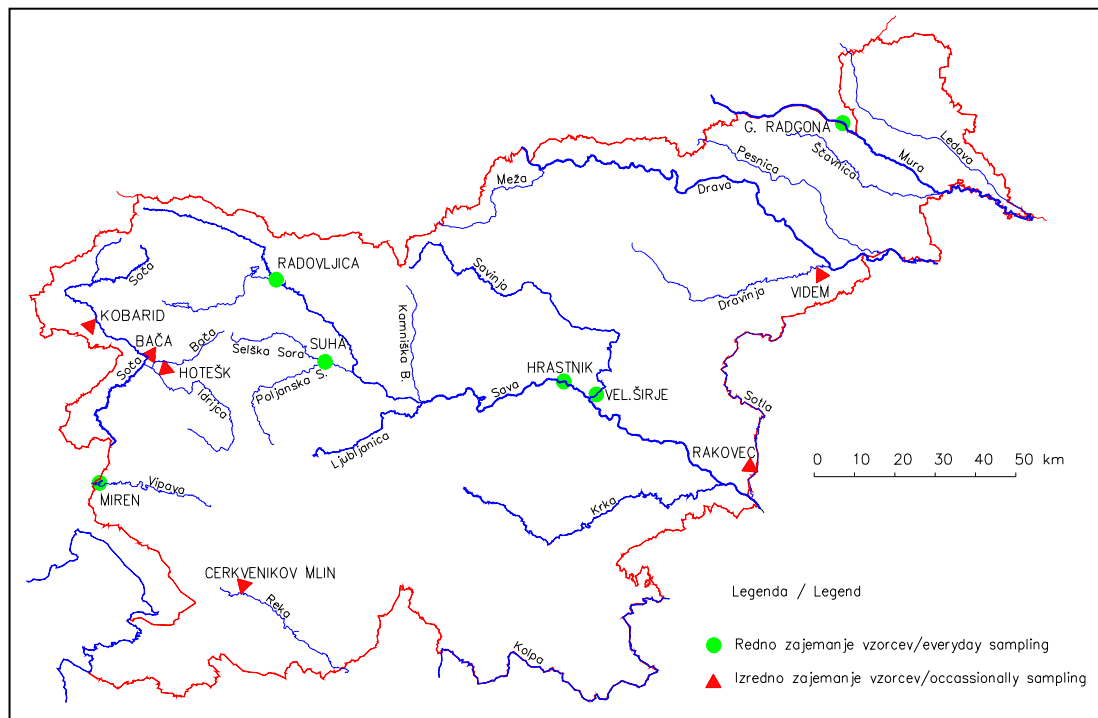 G. RADGONA
Ledava
Pesnica
Ščavnica
Mura
Meža
Drava
RADOVLJICA
Soča
Savinja
Dravinja
VIDEM
KOBARID
Kamniška B.
BAČA
Bača
SUHA
Selška Sora
Soča
HOTEŠK
Idrijca
Poljanska S.
HRASTNIK
Sava
VEL.ŠIRJE
Sotla
Ljubljanica
RAKOVEC
0 10 20 30 40 50 km
MIREN
Vipava
Krka
CERKVENIKOV MLIN
Reka
Kolpa
Legenda / Legend
Redno zajemanje vzorcev/everyday sampling
Izredno zajemanje vzorcev/occassionally sampling